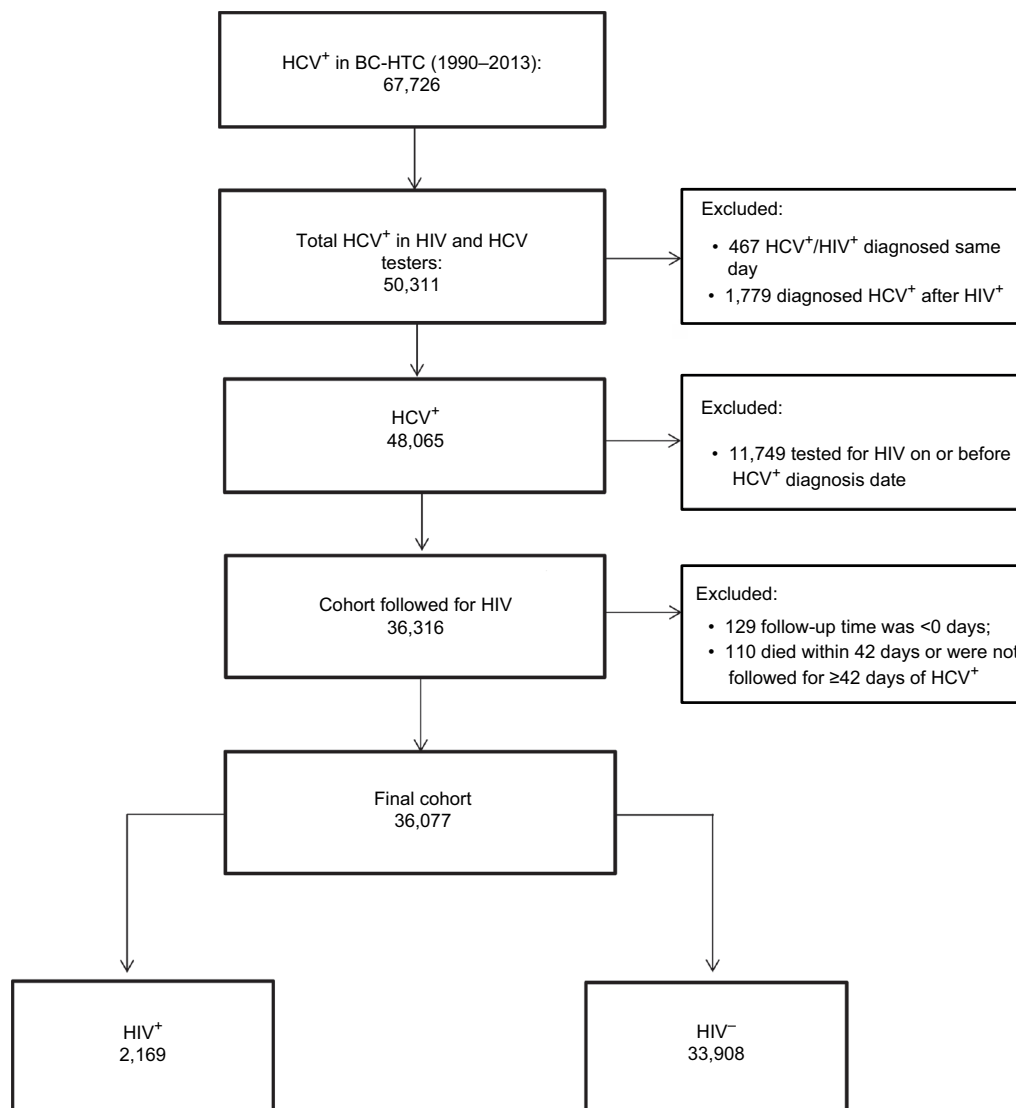 HCV⁺ in BC-HTC (1990–2013):
67,726
Total HCV⁺ in HIV and HCV
testers:
50,311
Excluded:
• 467 HCV⁺/HIV⁺ diagnosed same
day
• 1,779 diagnosed HCV⁺ after HIV⁺
HCV⁺
48,065
Excluded:
• 11,749 tested for HIV on or before
HCV⁺ diagnosis date
Cohort followed for HIV
36,316
Excluded:
• 129 follow-up time was <0 days;
• 110 died within 42 days or were not
followed for ≥42 days of HCV⁺
Final cohort
36,077
HIV⁺
2,169
HIV⁻
33,908